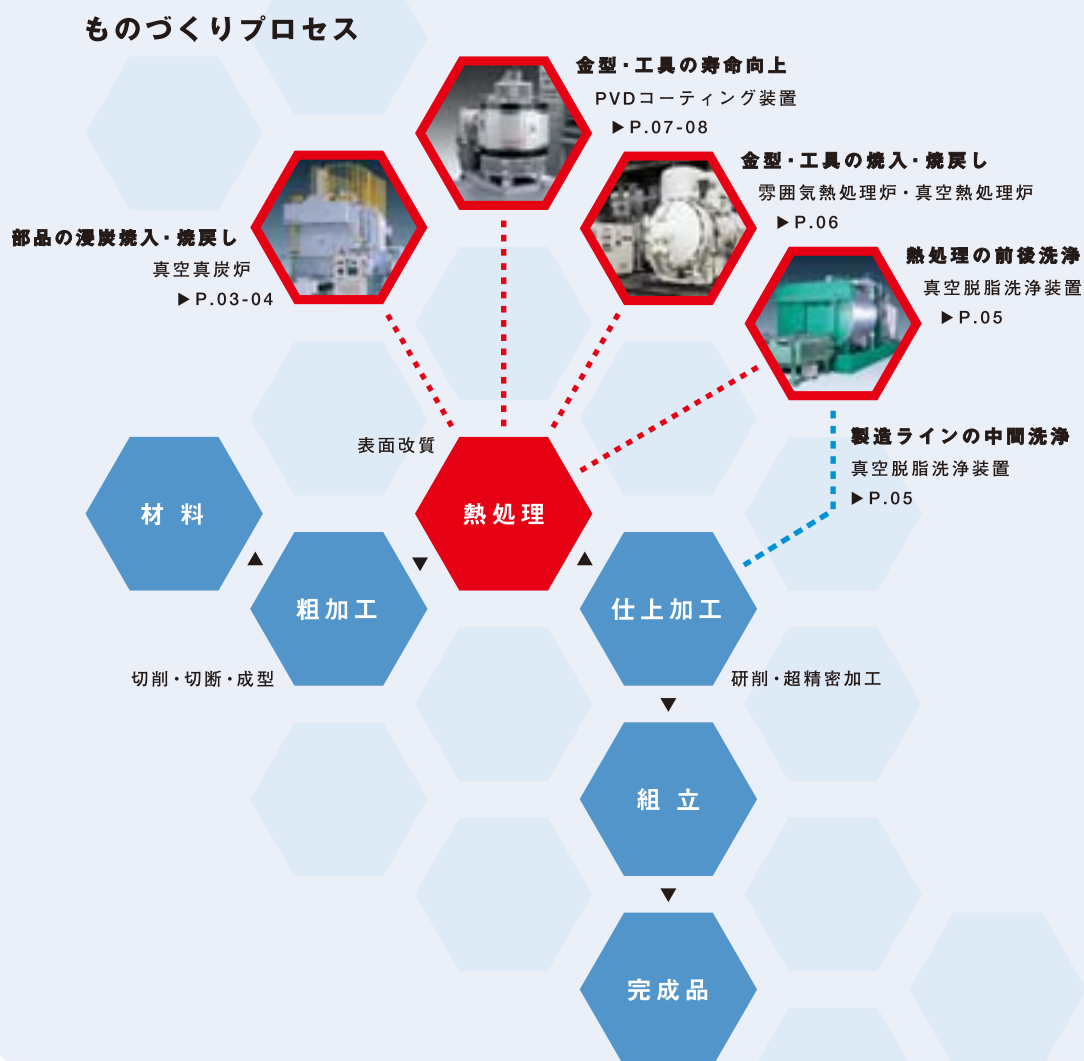 ものづくりプロセス
金型・工具の寿命向上
PVDコーティング装置
▶P.07-08
金型・工具の焼入・焼戻し
雰囲気熱処理炉・真空熱処理炉
▶P.06
部品の浸炭焼入・焼戻し
真空真炭炉
▶P.03-04
熱処理の前後洗浄
真空脱脂洗浄装置
▶P.05
製造ラインの中間洗浄
真空脱脂洗浄装置
▶P.05
表面改質
材 料
▲
粗加工
切削・切断・成型
▼
熱処理
▲
仕上加工
研削・超精密加工
▼
組 立
▼
完成品